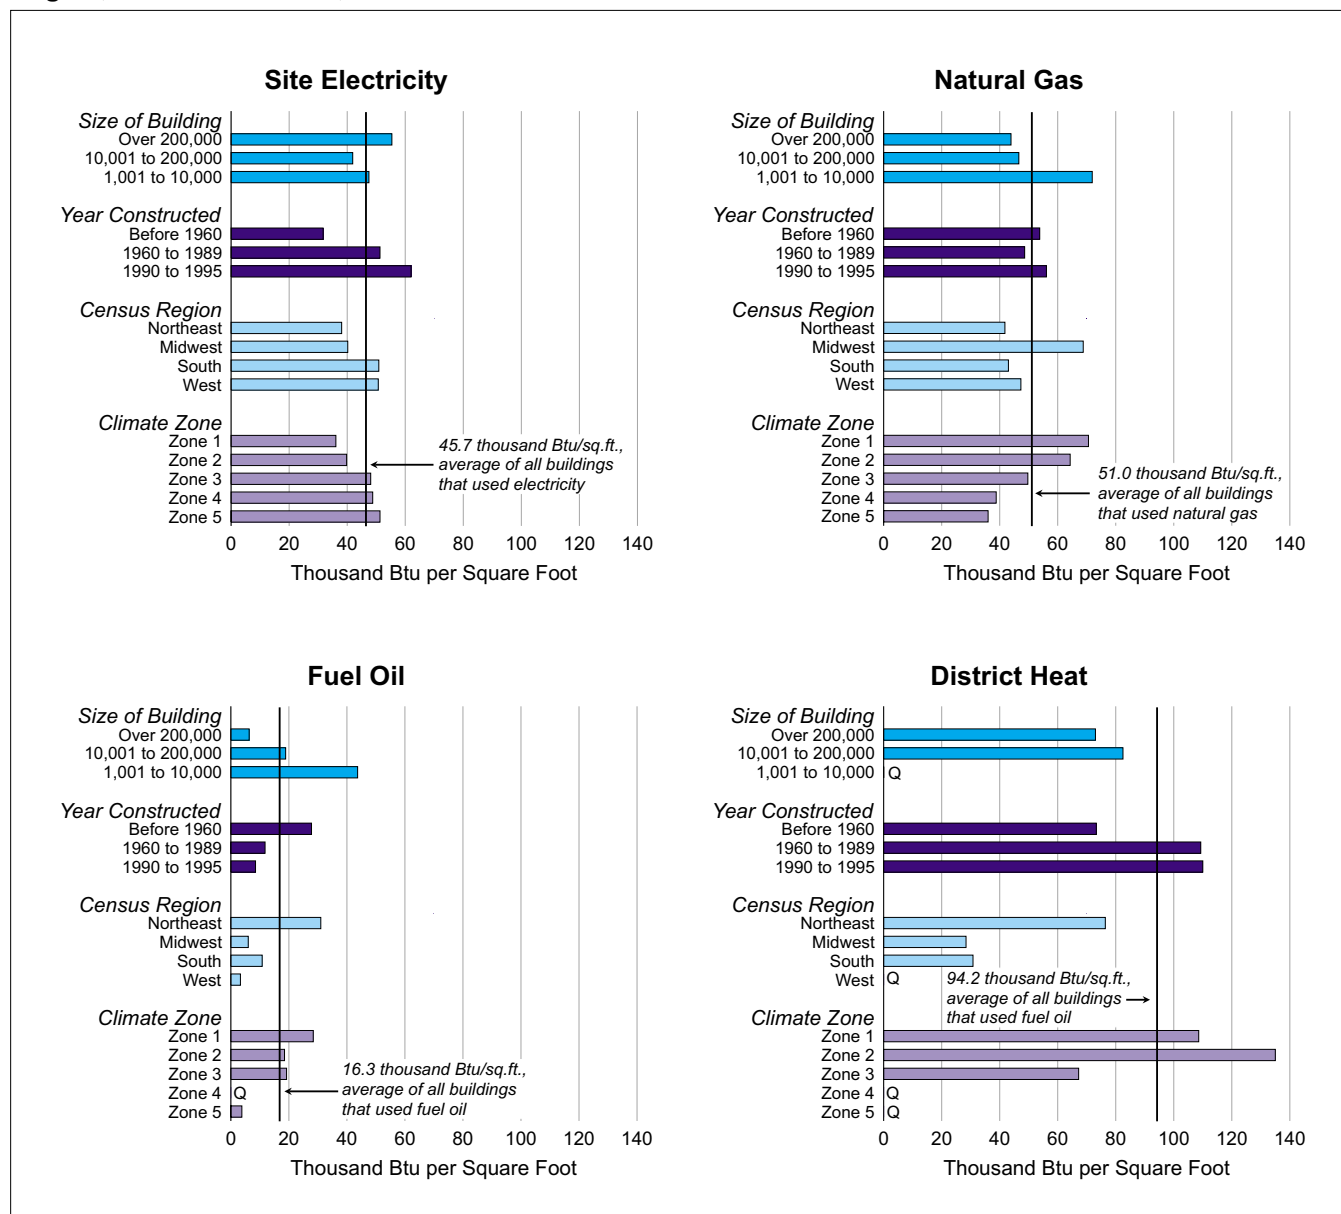 Site Electricity
Size of Building
Over 200,000
10,001 to 200,000
1,001 to 10,000
Year Constructed
Before 1960
1960 to 1989
1990 to 1995
Census Region
Northeast
Midwest
South
West
Climate Zone
Zone 1
Zone 2
Zone 3
Zone 4
Zone 5
45.7 thousand Btu/sq.ft.,
average of all buildings
that used electricity
0 20 40 60 80 100 120 140
Thousand Btu per Square Foot
Natural Gas
Size of Building
Over 200,000
10,001 to 200,000
1,001 to 10,000
Year Constructed
Before 1960
1960 to 1989
1990 to 1995
Census Region
Northeast
Midwest
South
West
Climate Zone
Zone 1
Zone 2
Zone 3
Zone 4
Zone 5
51.0 thousand Btu/sq.ft.,
average of all buildings
that used natural gas
0 20 40 60 80 100 120 140
Thousand Btu per Square Foot
Fuel Oil
Size of Building
Over 200,000
10,001 to 200,000
1,001 to 10,000
Year Constructed
Before 1960
1960 to 1989
1990 to 1995
Census Region
Northeast
Midwest
South
West
Climate Zone
Zone 1
Zone 2
Zone 3
Zone 4 Q
Zone 5
16.3 thousand Btu/sq.ft.,
average of all buildings
that used fuel oil
0 20 40 60 80 100 120 140
Thousand Btu per Square Foot
District Heat
Size of Building
Over 200,000
10,001 to 200,000
1,001 to 10,000 Q
Year Constructed
Before 1960
1960 to 1989
1990 to 1995
Census Region
Northeast
Midwest
South
West Q
94.2 thousand Btu/sq.ft.,
average of all buildings
that used fuel oil
Climate Zone
Zone 1
Zone 2
Zone 3
Zone 4 Q
Zone 5 Q
0 20 40 60 80 100 120 140
Thousand Btu per Square Foot